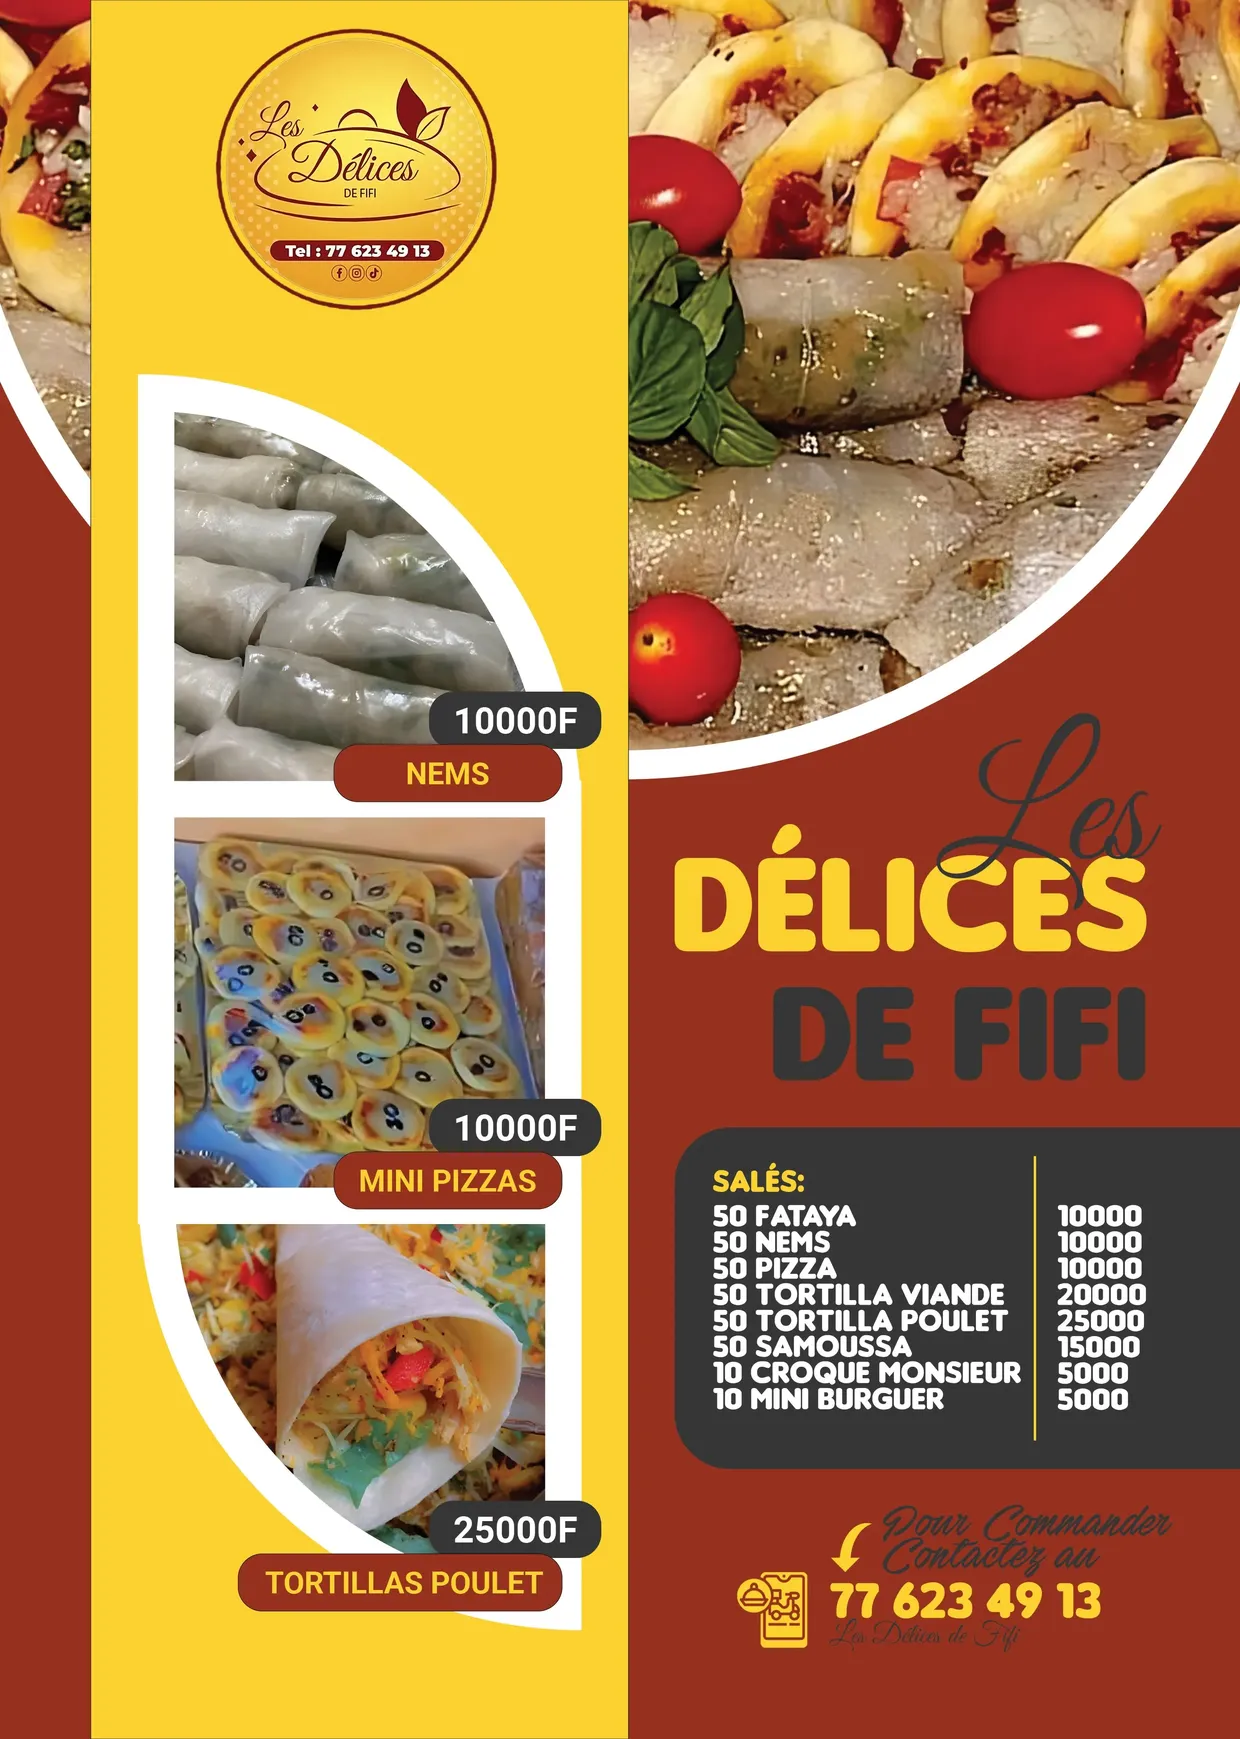 Les
Délices
DE FIFI
Tel : 77 623 49 13
10000F
NEMS
10000F
MINI PIZZAS
25000F
TORTILLAS POULET
Les
DÉLICES
DE FIFI
SALÉS:
50 FATAYA 10000
50 NEMS 10000
50 PIZZA 10000
50 TORTILLA VIANDE 20000
50 TORTILLA POULET 25000
50 SAMOUSSA 15000
10 CROQUE MONSIEUR 5000
10 MINI BURGUER 5000
Pour Commander
Contactez au
77 623 49 13
Les Délices de Fifi